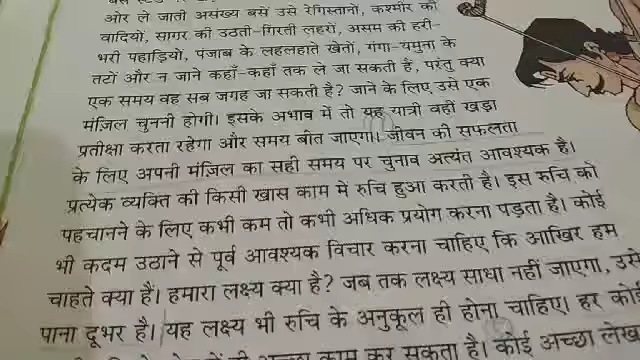 ओर ले जाती असंख्य बसें उसे रेगिस्तानों, कश्मीर की
वादियों, सागर की उठती-गिरती लहरों, असम की हरी-
भरी पहाड़ियों, पंजाब के लहलहाते खेतों, गंगा-यमुना के
तटों और न जाने कहाँ-कहाँ तक ले जा सकती हैं, परंतु क्या
एक समय वह सब जगह जा सकती है? जाने के लिए उसे एक
मंज़िल चुननी होगी। इसके अभाव में तो यह यात्री वहीं खड़ा
प्रतीक्षा करता रहेगा और समय बीत जाएगा। जीवन की सफलता
के लिए अपनी मंज़िल का सही समय पर चुनाव अत्यंत आवश्यक है।
प्रत्येक व्यक्ति की किसी खास काम में रुचि हुआ करती है। इस रुचि को
पहचानने के लिए कभी कम तो कभी अधिक प्रयोग करना पड़ता है। कोई
भी कदम उठाने से पूर्व आवश्यक विचार करना चाहिए कि आखिर हम
चाहते क्या हैं। हमारा लक्ष्य क्या है? जब तक लक्ष्य साधा नहीं जाएगा, उसे
पाना दूभर है। यह लक्ष्य भी रुचि के अनुकूल ही होना चाहिए। हर कोई
अच्छा काम कर सकता है। कोई अच्छा लेख